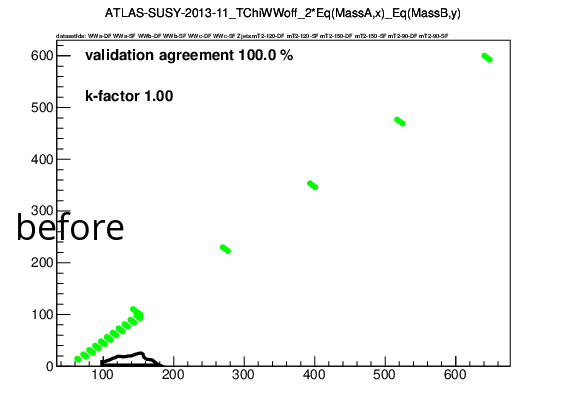 ATLAS-SUSY-2013-11_TChiWWoff_2*Eq(MassA,x)_Eq(MassB,y)
datasetIds: WWa-DF WWa-SF WWb-DF WWb-SF WWc-DF WWc-SF Zjets mT2-120-DF mT2-120-SF mT2-150-DF mT2-150-SF mT2-90-DF mT2-90-SF
600
validation agreement 100.0 %
500
k-factor 1.00
400
300
before
200
100
0
100 200 300 400 500 600